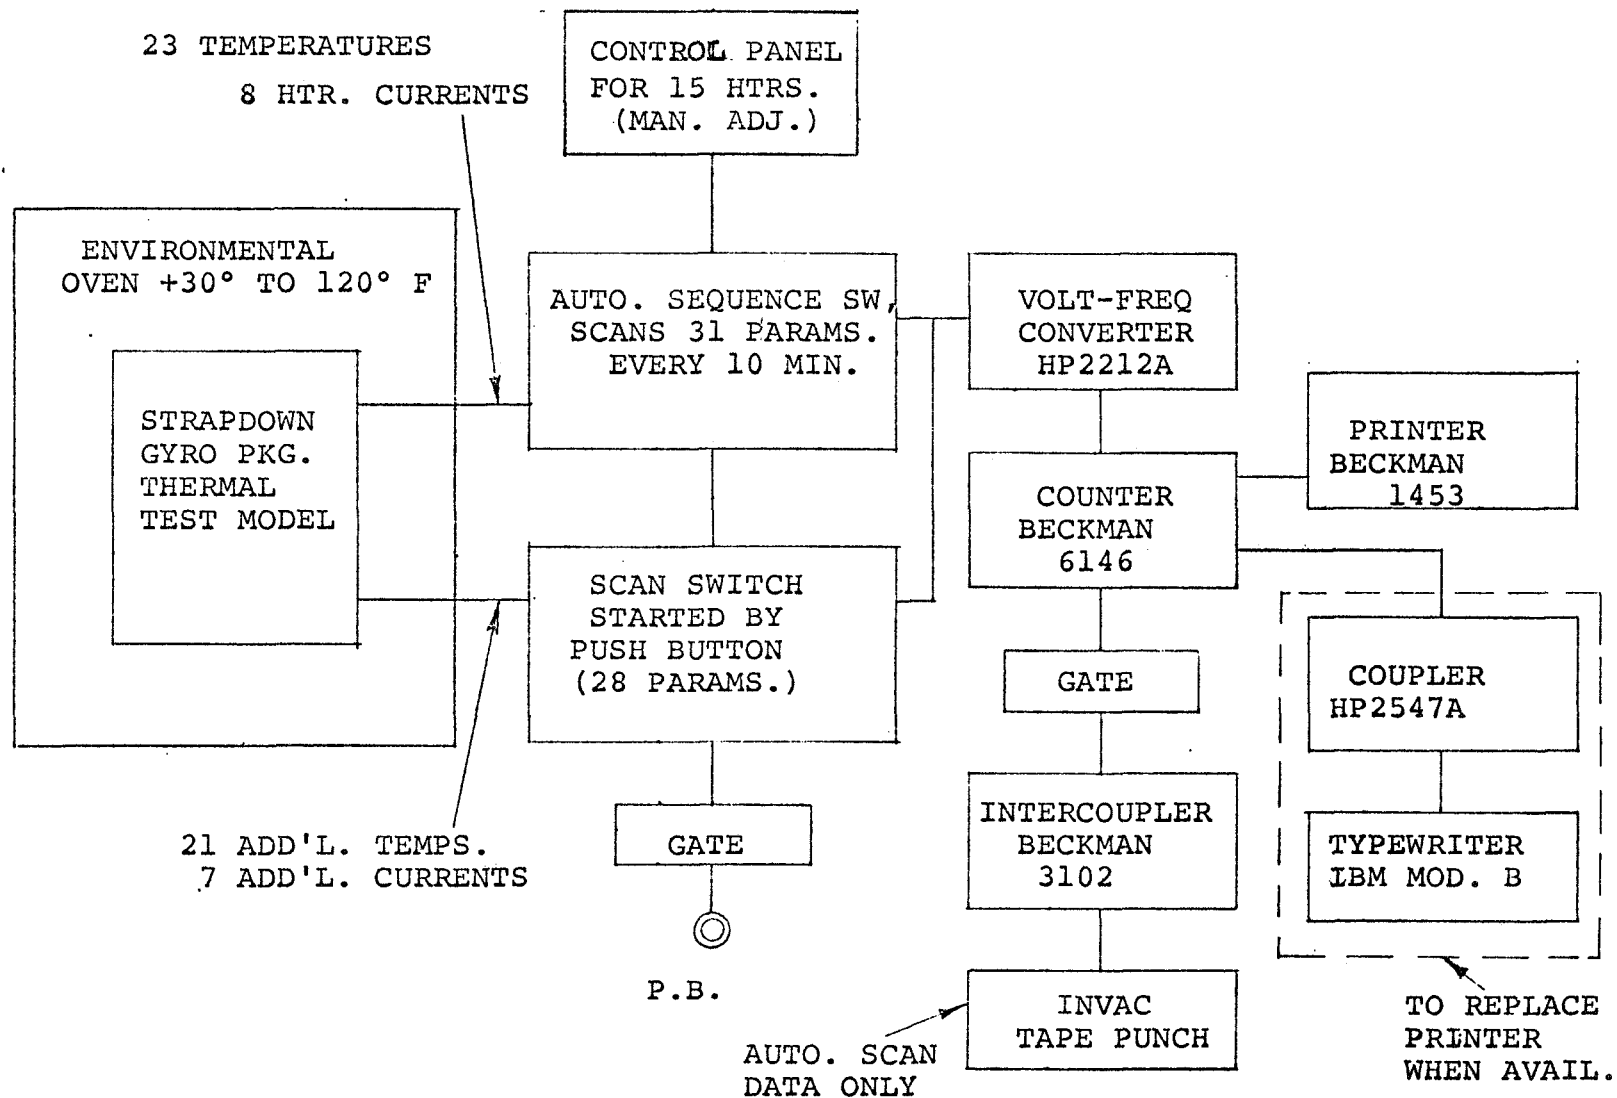 23 TEMPERATURES
8 HTR. CURRENTS
CONTROL PANEL
FOR 15 HTRS.
(MAN. ADJ.)
ENVIRONMENTAL
OVEN +30° TO 120° F
STRAPDOWN
GYRO PKG.
THERMAL
TEST MODEL
AUTO. SEQUENCE SW,
SCANS 31 PARAMS.
EVERY 10 MIN.
SCAN SWITCH
STARTED BY
PUSH BUTTON
(28 PARAMS.)
21 ADD'L. TEMPS.
7 ADD'L. CURRENTS
GATE
P.B.
VOLT-FREQ
CONVERTER
HP2212A
COUNTER
BECKMAN
6146
PRINTER
BECKMAN
1453
GATE
INTERCOUPLER
BECKMAN
3102
INVAC
TAPE PUNCH
AUTO. SCAN
DATA ONLY
COUPLER
HP2547A
TYPEWRITER
IBM MOD. B
TO REPLACE
PRINTER
WHEN AVAIL.